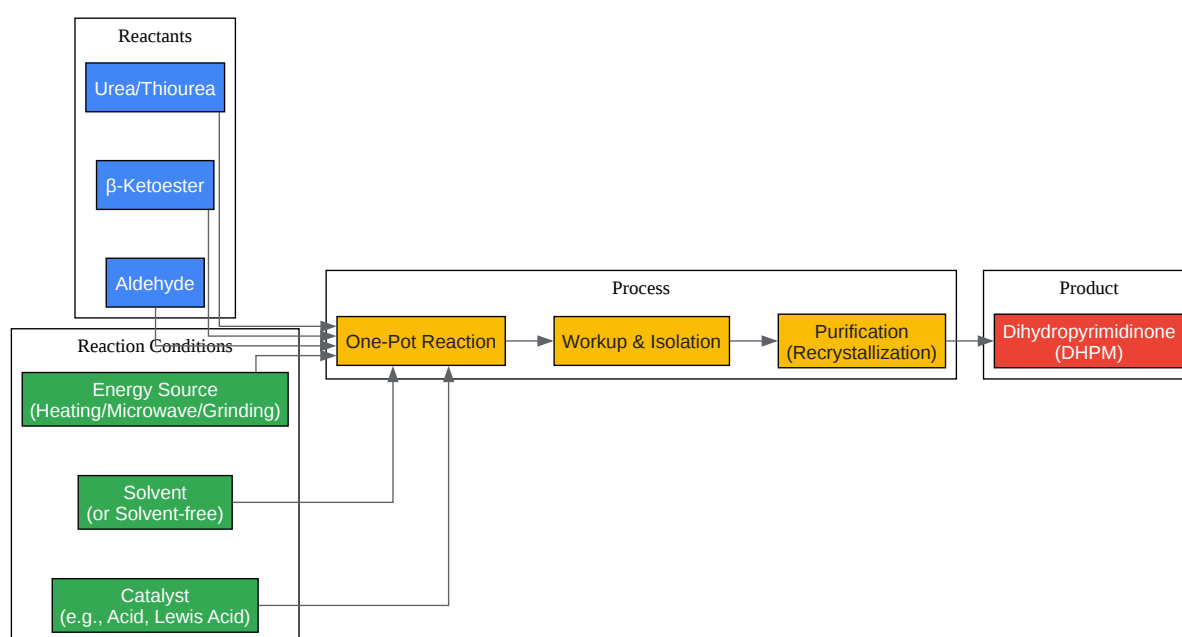 Reactants
Urea/Thiourea
β-Ketoester
Aldehyde
Reaction Conditions
Energy Source
(Heating/Microwave/Grinding)
Solvent
(or Solvent-free)
Catalyst
(e.g., Acid, Lewis Acid)
Process
One-Pot Reaction
Workup & Isolation
Purification
(Recrystallization)
Product
Dihydropyrimidinone
(DHPM)